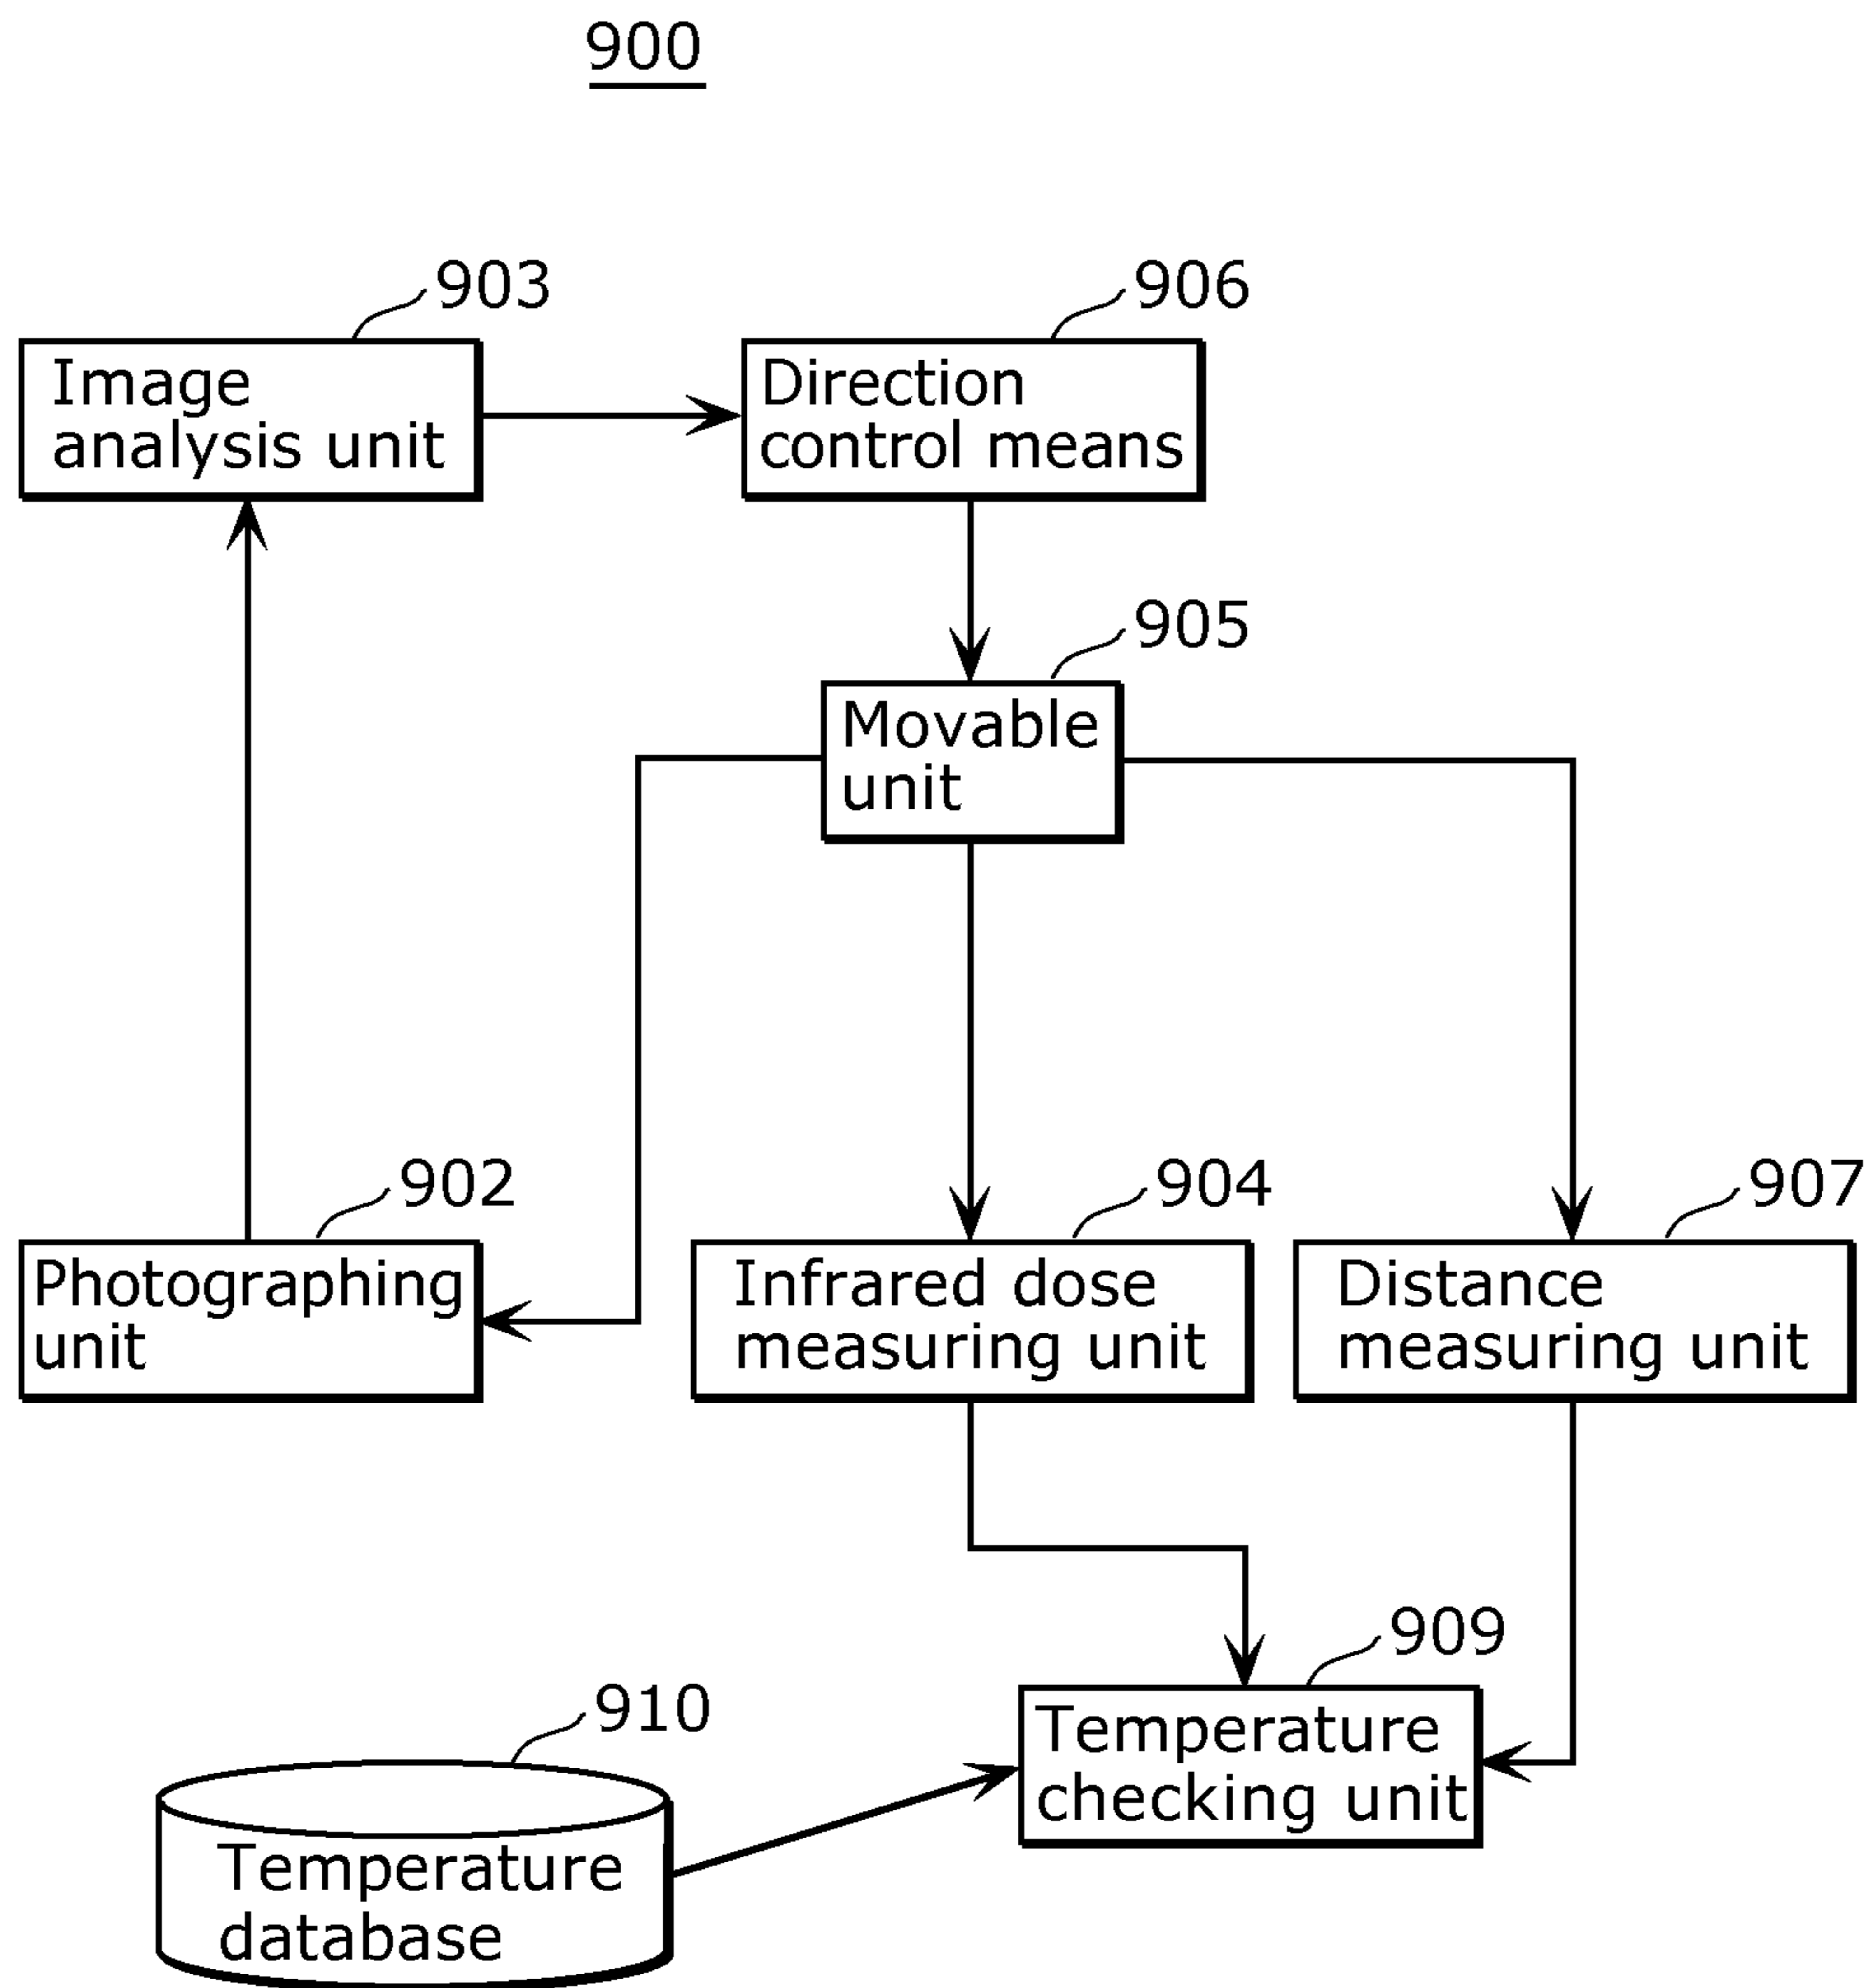 900
903
906
Image
analysis unit
Direction
control means
905
Movable
unit
902
904
907
Photographing
unit
Infrared dose
measuring unit
Distance
measuring unit
909
910
Temperature
checking unit
Temperature
database